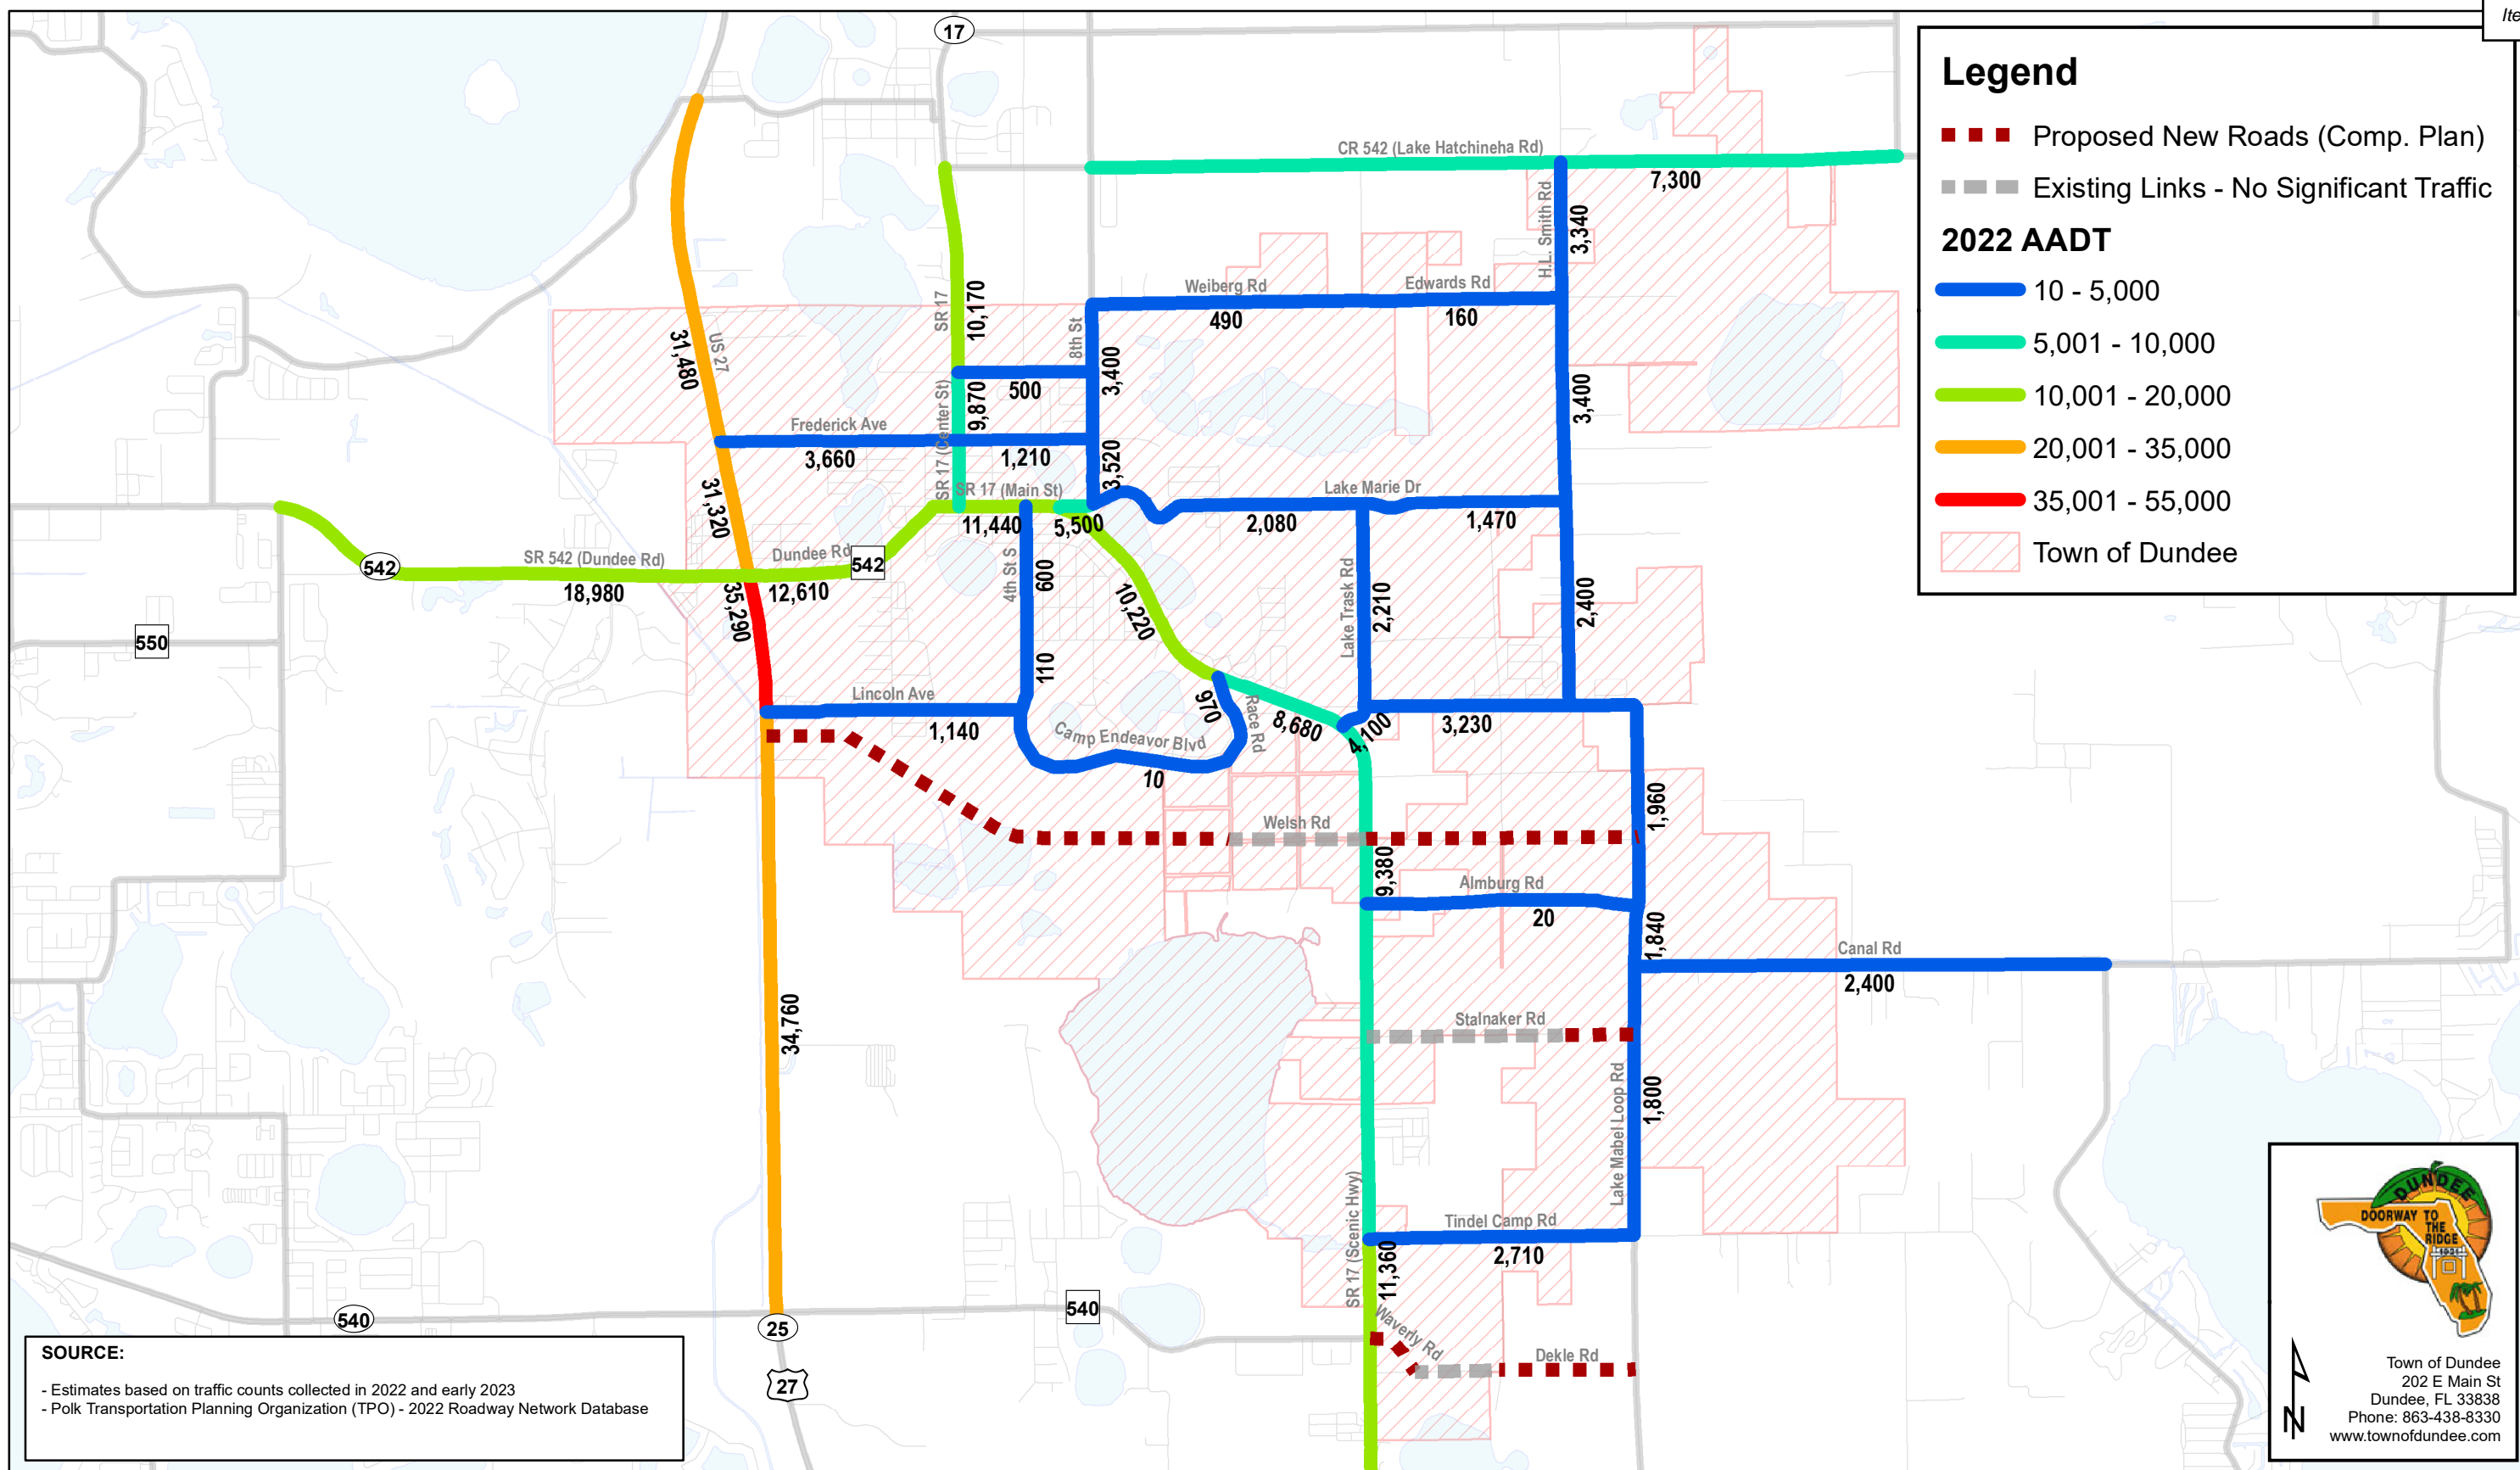 Ite
17
Legend
Proposed New Roads (Comp. Plan)
Existing Links - No Significant Traffic
2022 AADT
10 - 5,000
5,001 - 10,000
10,001 - 20,000
20,001 - 35,000
35,001 - 55,000
Town of Dundee
CR 542 (Lake Hatchineha Rd)
7,300
H.L. Smith Rd
3,340
Weiberg Rd
Edwards Rd
490
160
SR 17
10,170
US 27
31,480
8th St
3,400
500
9,870
SR 17 (Center St)
3,400
Frederick Ave
3,660
1,210
3,520
SR 17 (Main St)
11,440
5,500
Lake Marie Dr
2,080
1,470
31,320
SR 542 (Dundee Rd)
Dundee Rd
542
542
18,980
12,610
35,290
4th St S
600
110
10,220
Lake Trask Rd
2,210
2,400
550
Lincoln Ave
1,140
Camp Endeavor Blvd
10
970
Race Rd
8,680
4,100
3,230
1,960
Welsh Rd
9,380
Almburg Rd
20
1,840
Canal Rd
2,400
34,760
Stalnaker Rd
Lake Mabel Loop Rd
1,800
Tindel Camp Rd
2,710
SR 17 (Scenic Hwy)
11,360
Waverly Rd
Dekle Rd
540
540
25
27
SOURCE:
- Estimates based on traffic counts collected in 2022 and early 2023
- Polk Transportation Planning Organization (TPO) - 2022 Roadway Network Database
DUNDEE
DOORWAY TO
THE
RIDGE
N
Town of Dundee
202 E Main St
Dundee, FL 33838
Phone: 863-438-8330
www.townofdundee.com